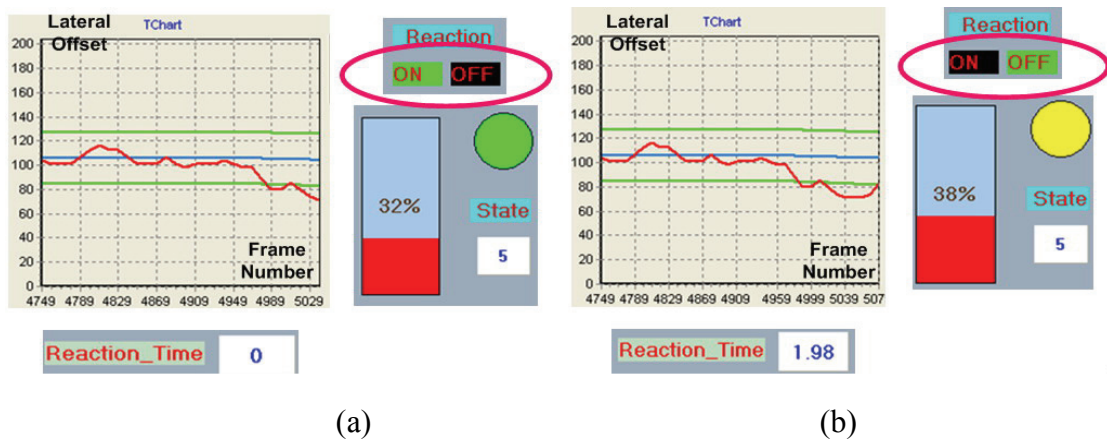 Lateral
Offset
TChart
200
180
160
140
120
100
80
60
40
20
0
Frame
Number
4749 4789 4829 4869 4909 4949 4989 5029
Reaction
ON OFF
32%
State
5
Reaction_Time 0
(a)
b)
Lateral
Offset
TChart
200
180
160
140
120
100
80
60
40
20
0
Frame
Number
4749 4789 4829 4869 4909 4959 4999 5039 507
Reaction
ON OFF
38%
State
5
Reaction_Time 1.98
(b)